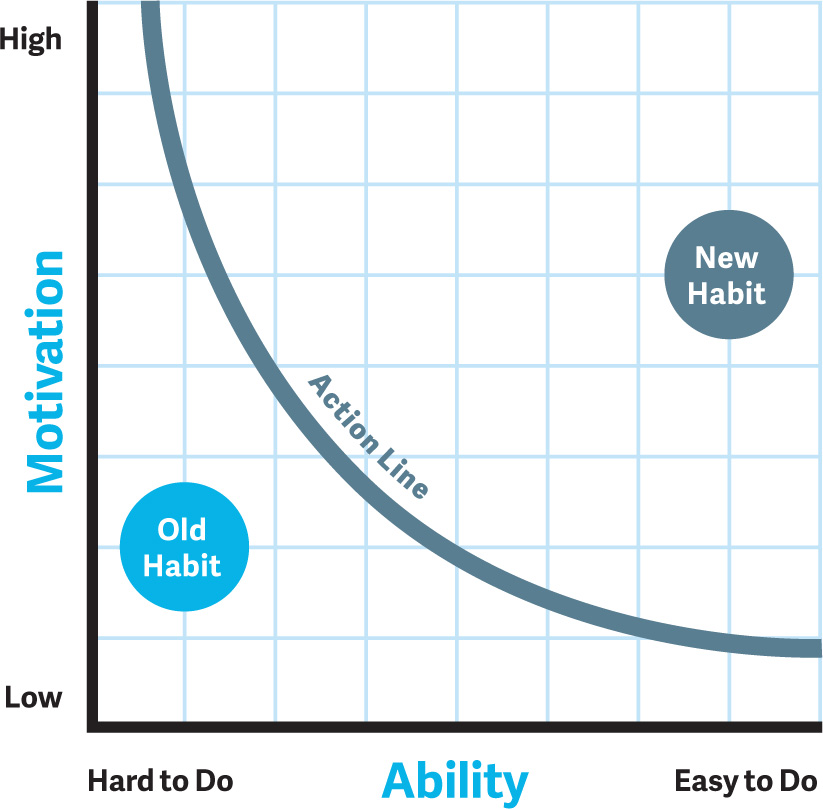 High
New
Habit
Motivation
Action Line
Old
Habit
Low
Hard to Do
Ability
Easy to Do